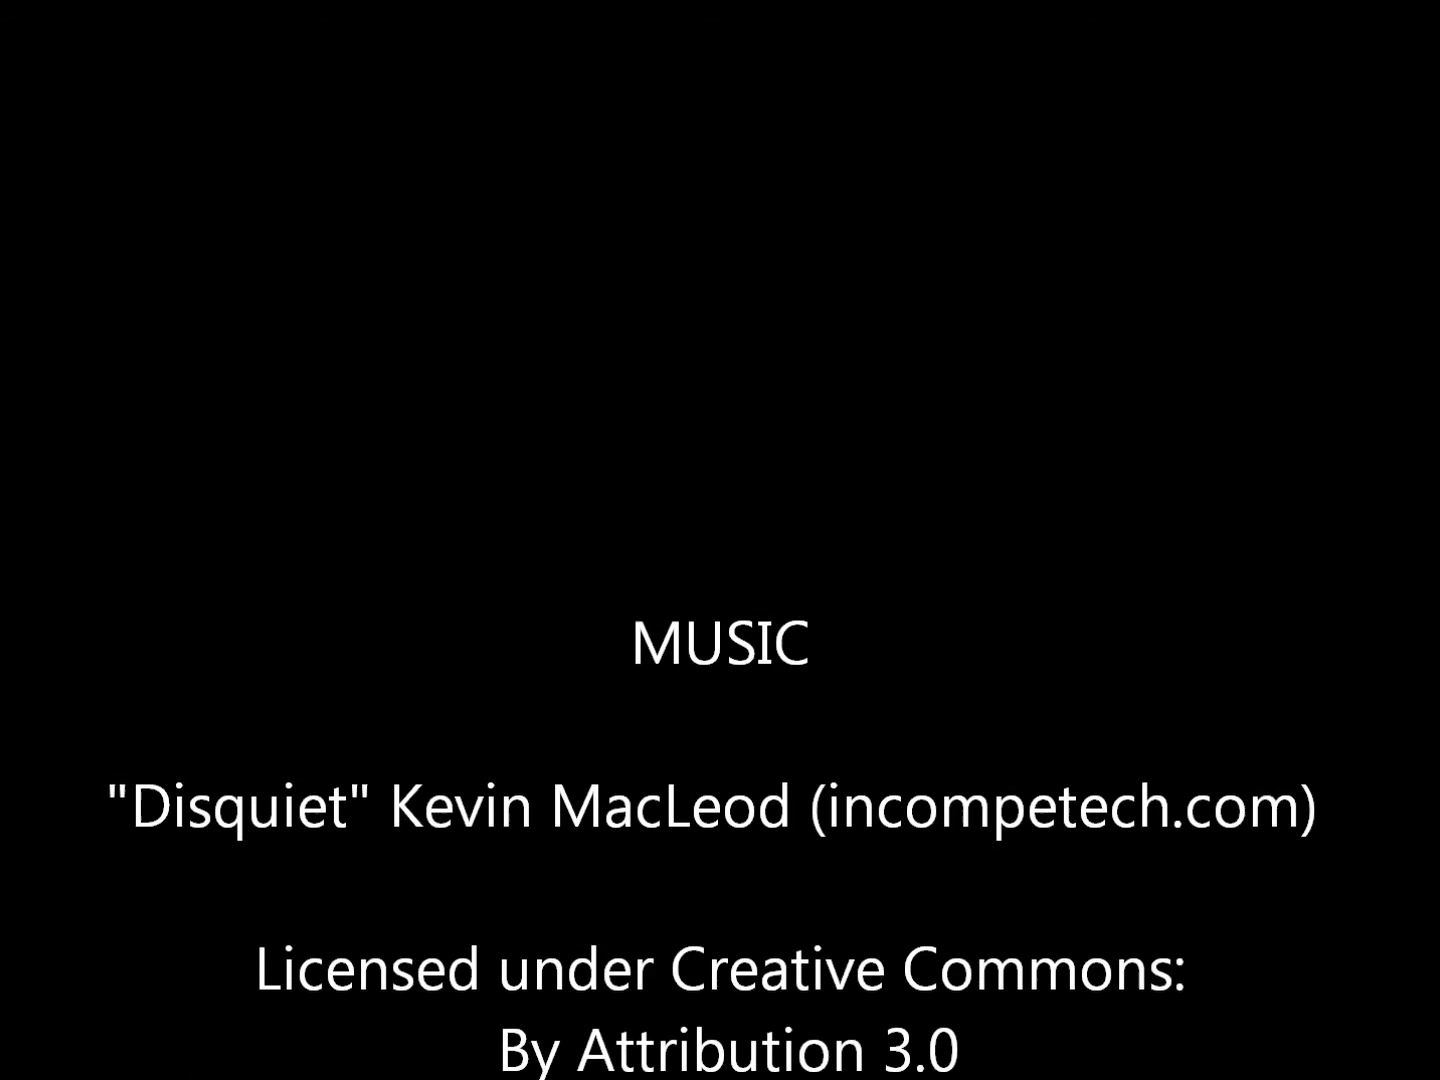 MUSIC
"Disquiet" Kevin MacLeod (incompetech.com)
Licensed under Creative Commons:
By Attribution 3.0